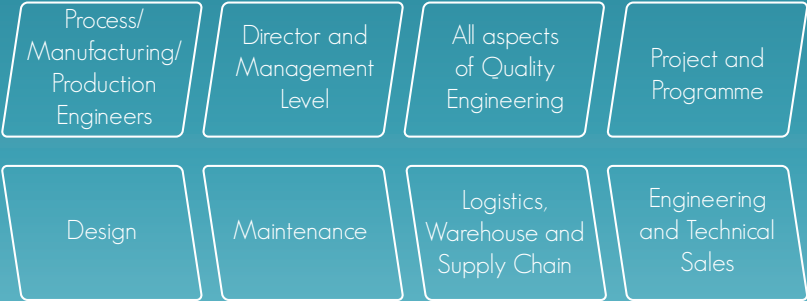 Process/
Manufacturing/
Production
Engineers
Director and
Management
Level
All aspects
of Quality
Engineering
Project and
Programme
Design
Maintenance
Logistics,
Warehouse and
Supply Chain
Engineering
and Technical
Sales